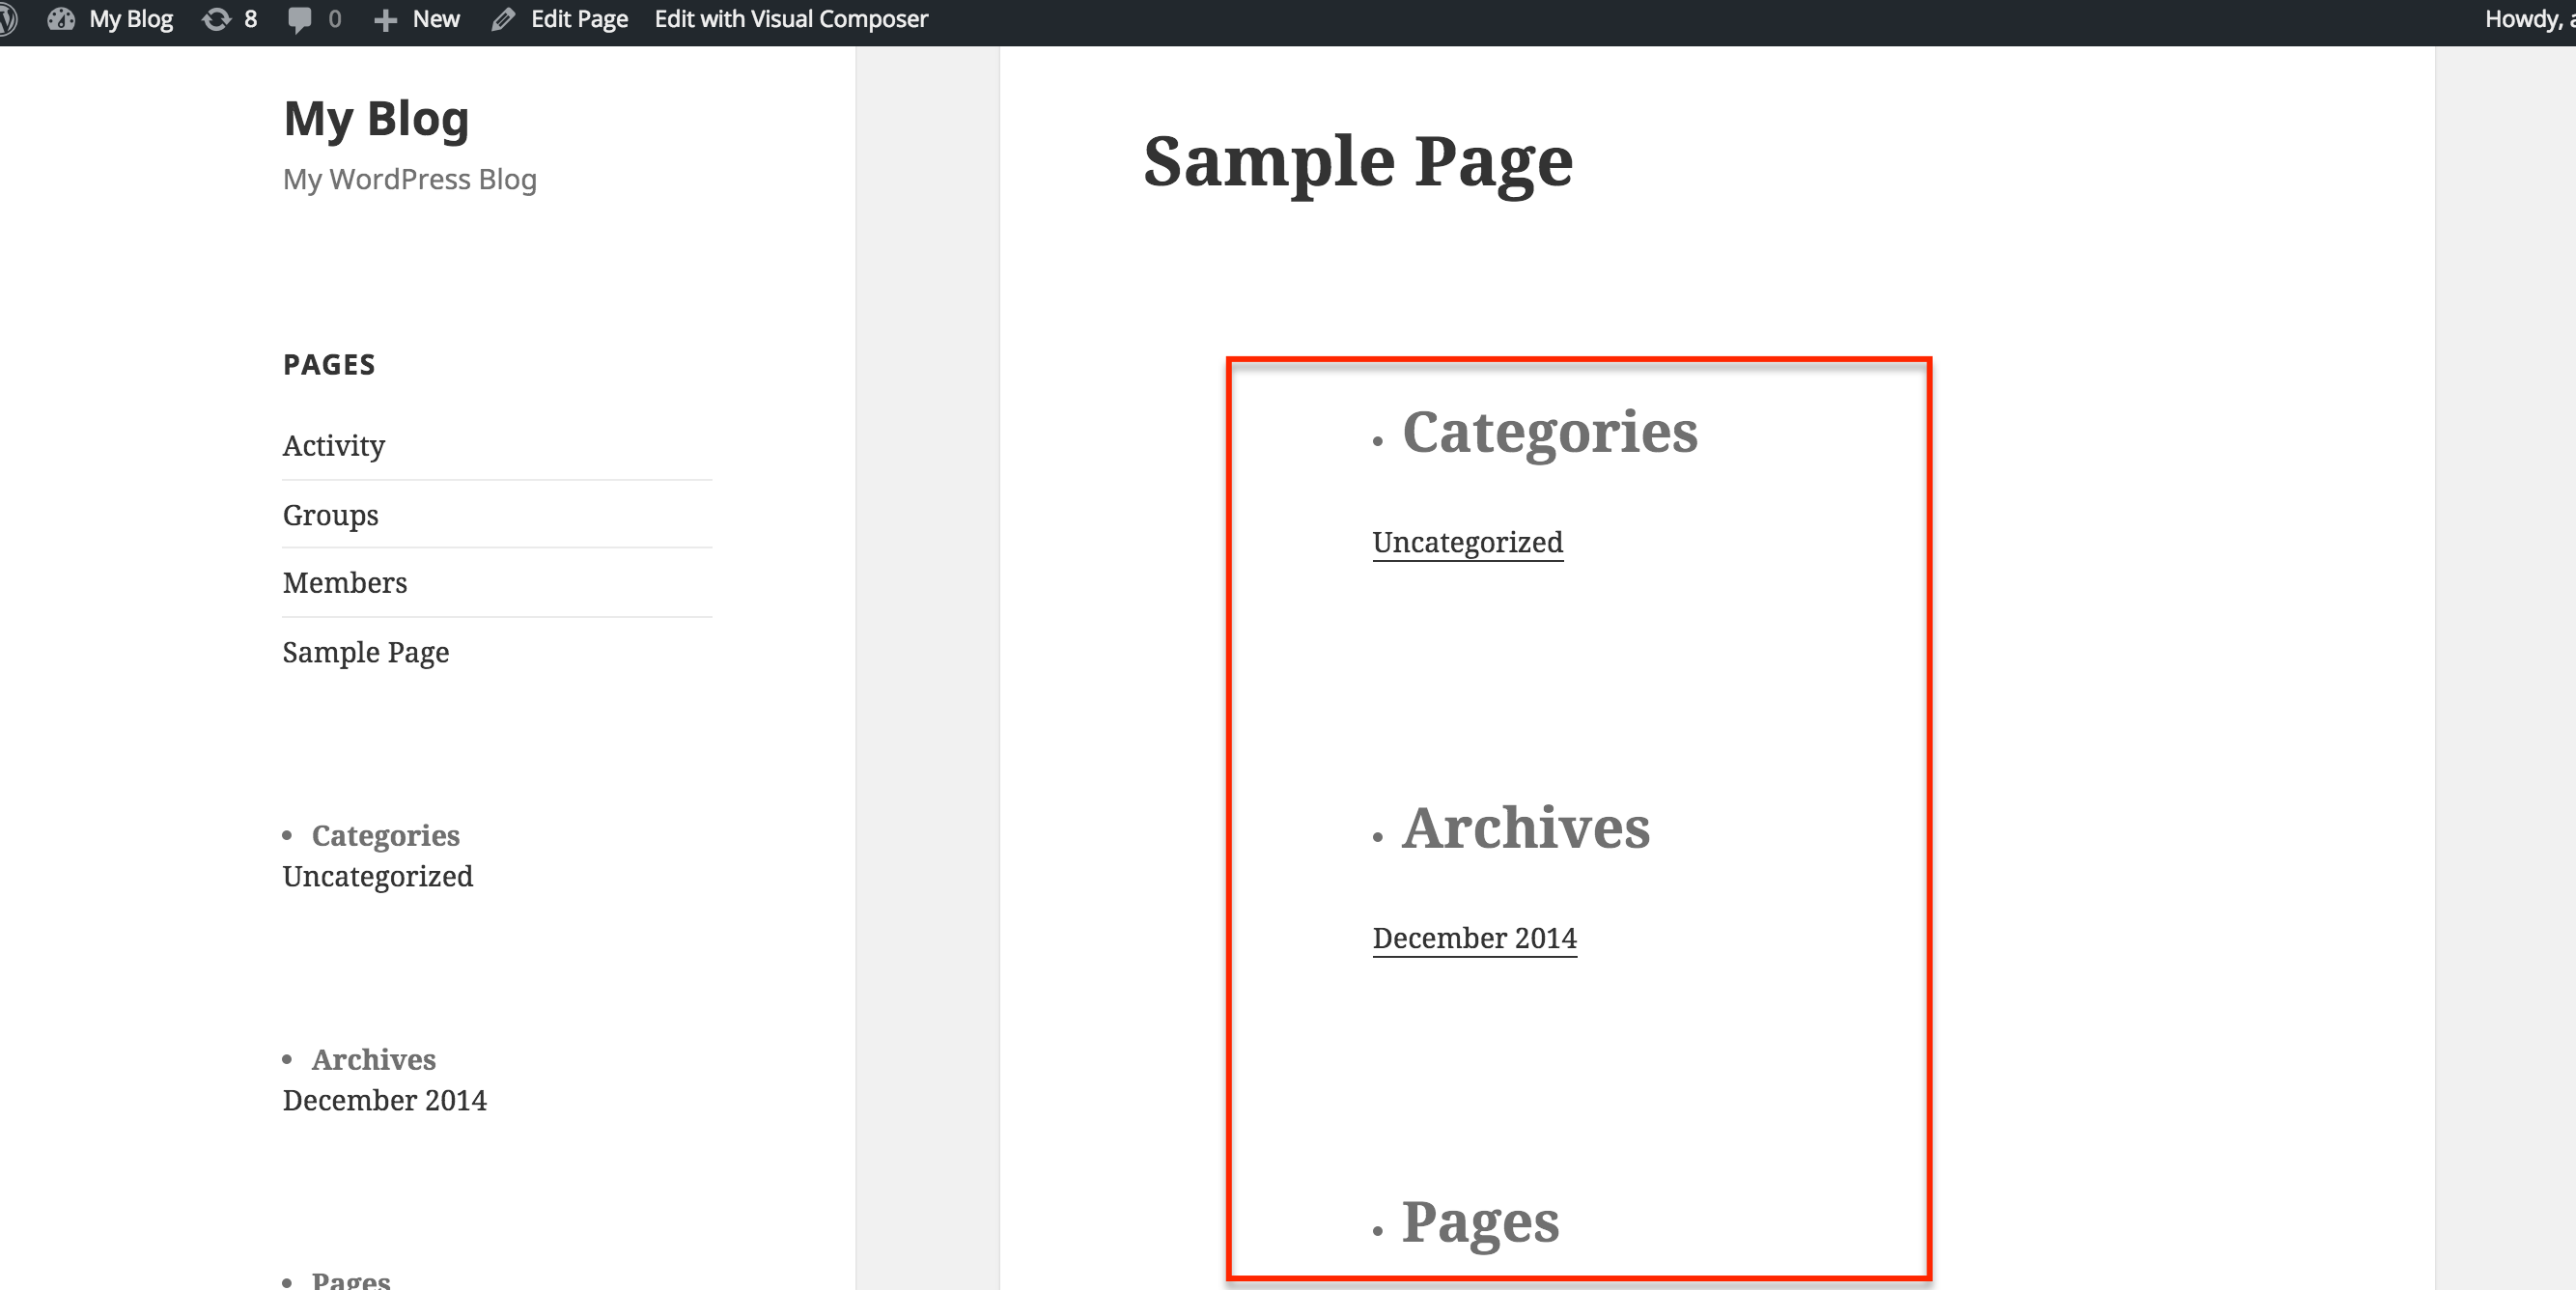 My Blog 8 0 New Edit Page Edit with Visual Composer Howdy,
My Blog
My WordPress Blog
PAGES
Activity
Groups
Members
Sample Page
• Categories
Uncategorized
• Archives
December 2014
• Pages
Sample Page
• Categories
Uncategorized
• Archives
December 2014
• Pages